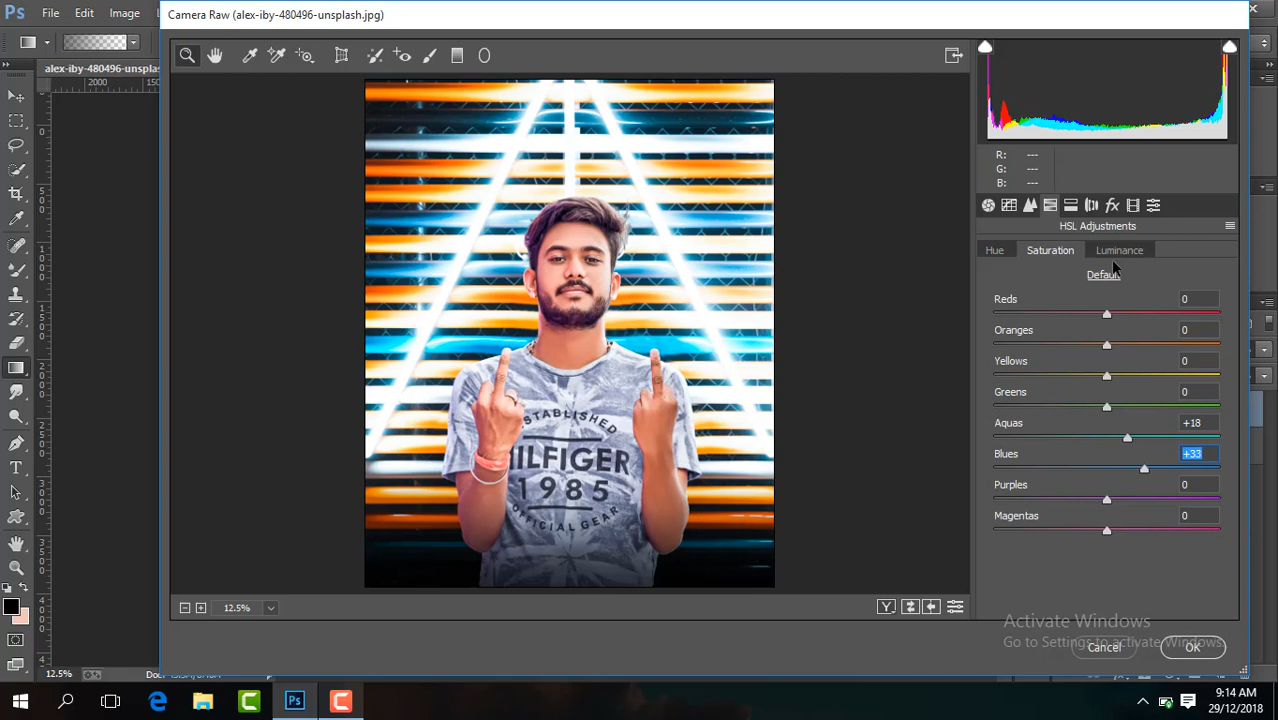 Ps File Edit Image
Camera Raw (alex-iby-480496-unsplash.jpg)
alex-iby-480496-unsplas
2000
R: ---
G: ---
B: ---
HSL Adjustments
Hue Saturation Luminance
Default
Reds 0
Oranges 0
Yellows 0
Greens 0
Aquas +18
Blues +33
Purples 0
Magentas 0
ESTABLISHED
HILFIGER
1985
OFFICIAL GEAR
12.5%
Activate Windows
Go to Settings to activate Windows.
Cancel OK
12.5%
9:14 AM
29/12/2018